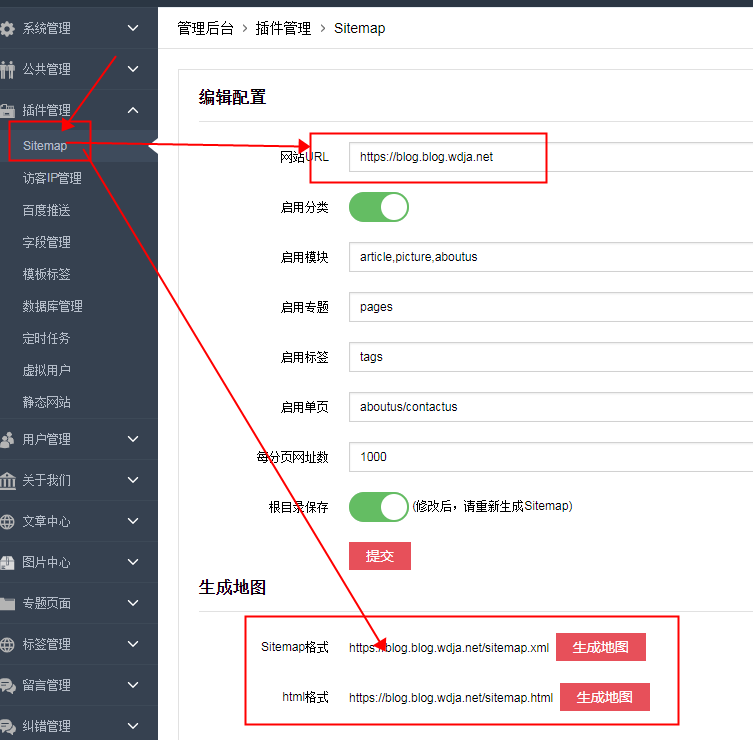 系统管理
公共管理
插件管理
Sitemap
访客IP管理
百度推送
字段管理
模板标签
数据库管理
定时任务
虚拟用户
静态网站
用户管理
关于我们
文章中心
图片中心
专题页面
标签管理
留言管理
纠错管理
管理后台 › 插件管理 › Sitemap
编辑配置
网站URL https://blog.blog.wdja.net
启用分类
启用模块 article,picture,aboutus
启用专题 pages
启用标签 tags
启用单页 aboutus/contactus
每分页网址数 1000
根目录保存 (修改后，请重新生成Sitemap)
提交
生成地图
Sitemap格式 https://blog.blog.wdja.net/sitemap.xml 生成地图
html格式 https://blog.blog.wdja.net/sitemap.html 生成地图